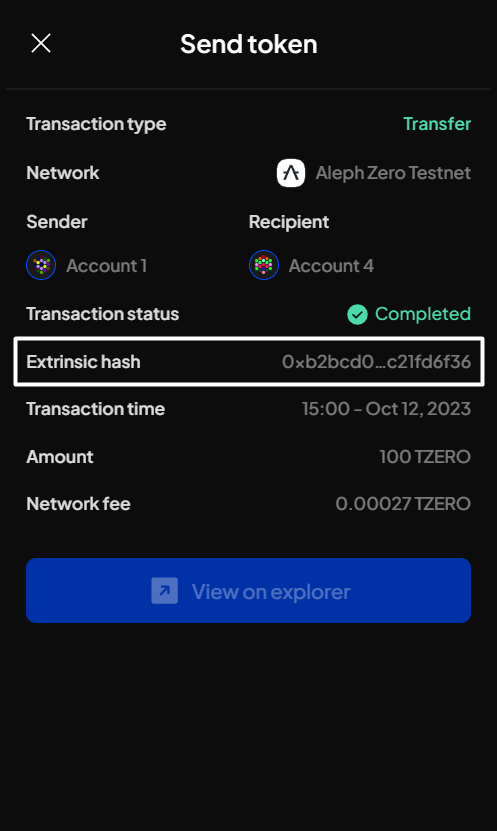 Send token
Transaction type Transfer
Network Aleph Zero Testnet
Sender Recipient
Account 1 Account 4
Transaction status Completed
Extrinsic hash 0xb2bcd0...c21fd6f36
Transaction time 15:00 - Oct 12, 2023
Amount 100 TZERO
Network fee 0.00027 TZERO
View on explorer